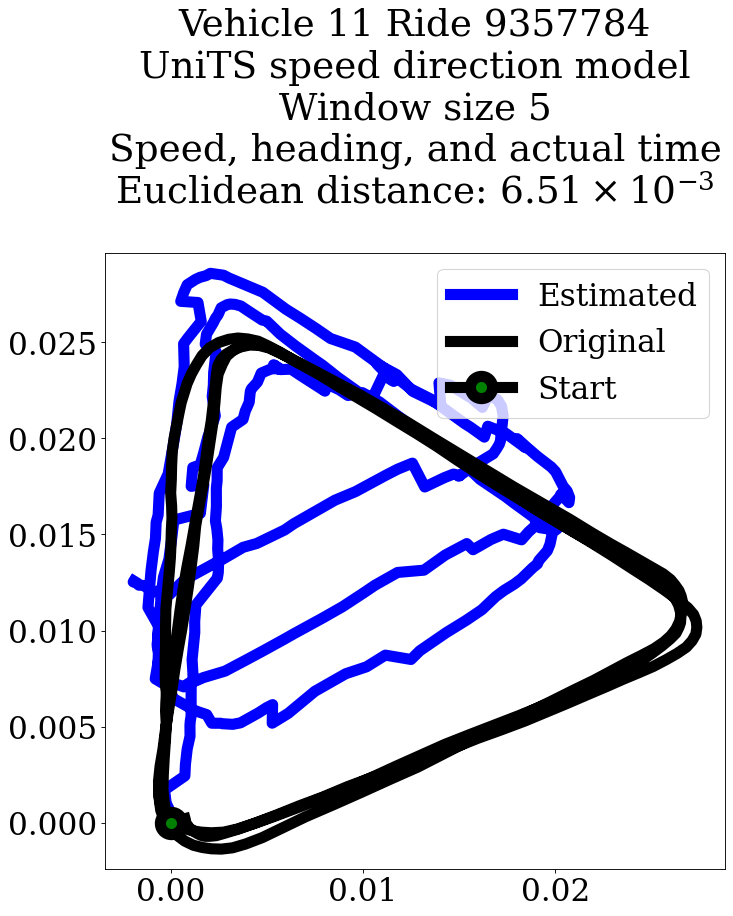 Vehicle 11 Ride 9357784
UniTS speed direction model
Window size 5
Speed, heading, and actual time
Euclidean distance: 6.51 × 10⁻³
Estimated
Original
Start
0.025
0.020
0.015
0.010
0.005
0.000
0.00 0.01 0.02